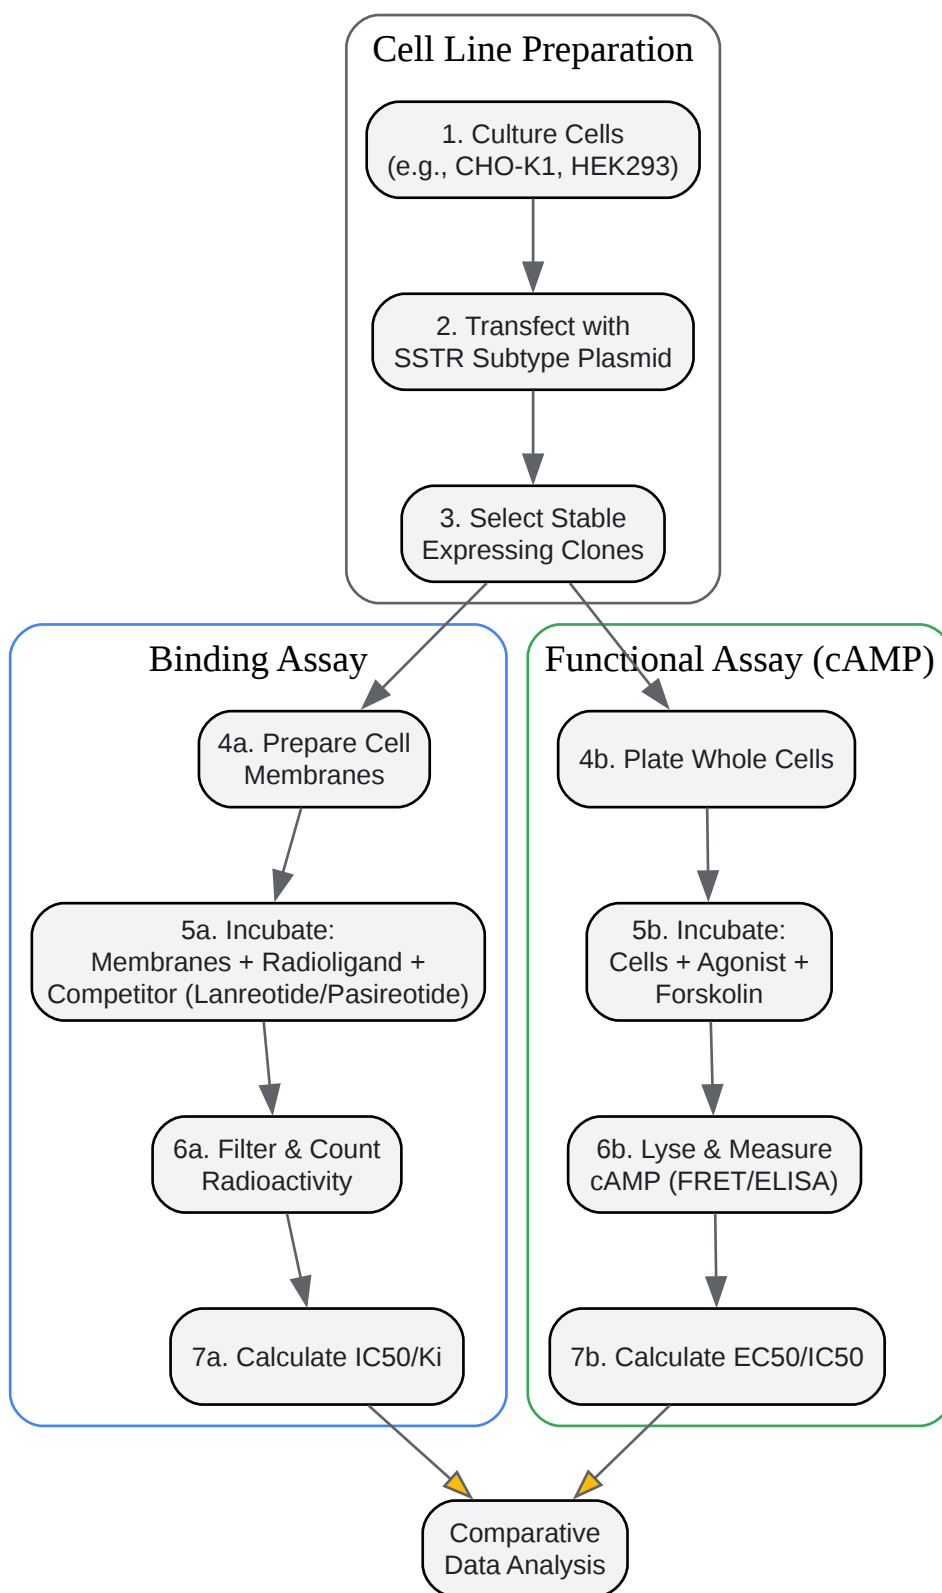 Cell Line Preparation
1. Culture Cells
(e.g., CHO-K1, HEK293)
2. Transfect with
SSTR Subtype Plasmid
3. Select Stable
Expressing Clones
Binding Assay
4a. Prepare Cell
Membranes
5a. Incubate:
Membranes + Radioligand +
Competitor (Lanreotide/Pasireotide)
6a. Filter & Count
Radioactivity
7a. Calculate IC50/Ki
Functional Assay (cAMP)
4b. Plate Whole Cells
5b. Incubate:
Cells + Agonist +
Forskolin
6b. Lyse & Measure
cAMP (FRET/ELISA)
7b. Calculate EC50/IC50
Comparative
Data Analysis